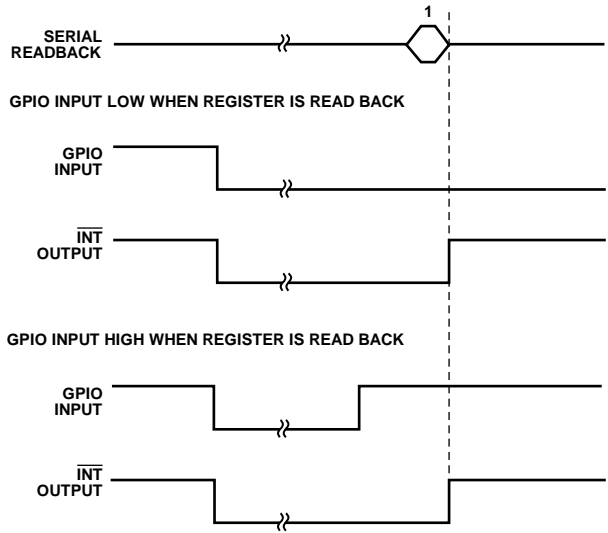 1
SERIAL
READBACK
GPIO INPUT LOW WHEN REGISTER IS READ BACK
GPIO
INPUT
INT
OUTPUT
GPIO INPUT HIGH WHEN REGISTER IS READ BACK
GPIO
INPUT
INT
OUTPUT